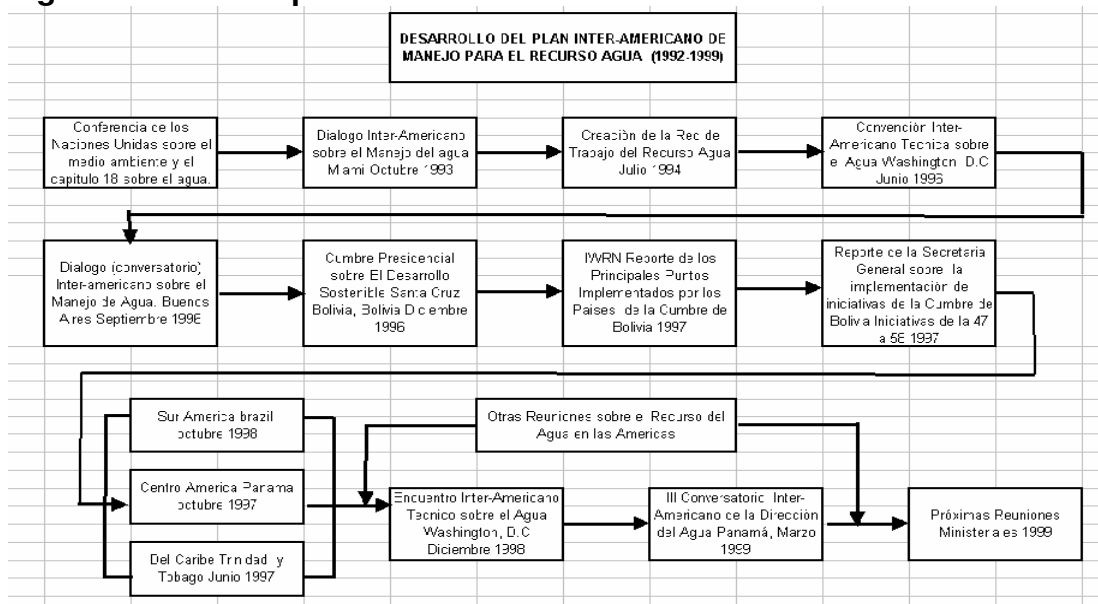 DESARROLLO DEL PLAN INTER-AMERICANO DE
MANEJO PARA EL RECURSO AGUA (1992-1999)
Conferencia de los
Naciones Unidas sobre el
medio ambiente y el
capitulo 18 sobre el agua.
Dialogo Inter-Americano
sobre el Manejo del agua
Miami Octubre 1993
Creación de la Red de
Trabajo del Recurso Agua
Julio 1994
Convención Inter-
Americano Tecnica sobre
el Agua Washington D.C
Junio 1996
Dialogo (conversatorio)
Inter-americano sobre el
Manejo de Agua. Buenos
Aires Septiembre 1996
Cumbre Presidencial
sobre El Desarrollo
Sostenible Santa Cruz
Bolivia, Bolivia Diciembre
1996
IWRN Reporte de los
Principales Puntos
Implementados por los
Paises de la Cumbre de
Bolivia 1997
Reporte de la Secretaria
General sobre la
implementación de
iniciativas de la Cumbre de
Bolivia Iniciativas de la 47
a 58 1997
Sur America brazil
octubre 1998
Otras Reuniones sobre el Recurso del
Agua en las Americas
Centro America Panama
octubre 1997
Encuentro Inter-Americano
Tecnico sobre el Agua
Washington, D.C
Diciembre 1998
III Conversatorio Inter-
Americano de la Dirección
del Agua Panamá, Marzo
1999
Próximas Reuniones
Ministeriales 1999
Del Caribe Trinidad y
Tobago Junio 1997